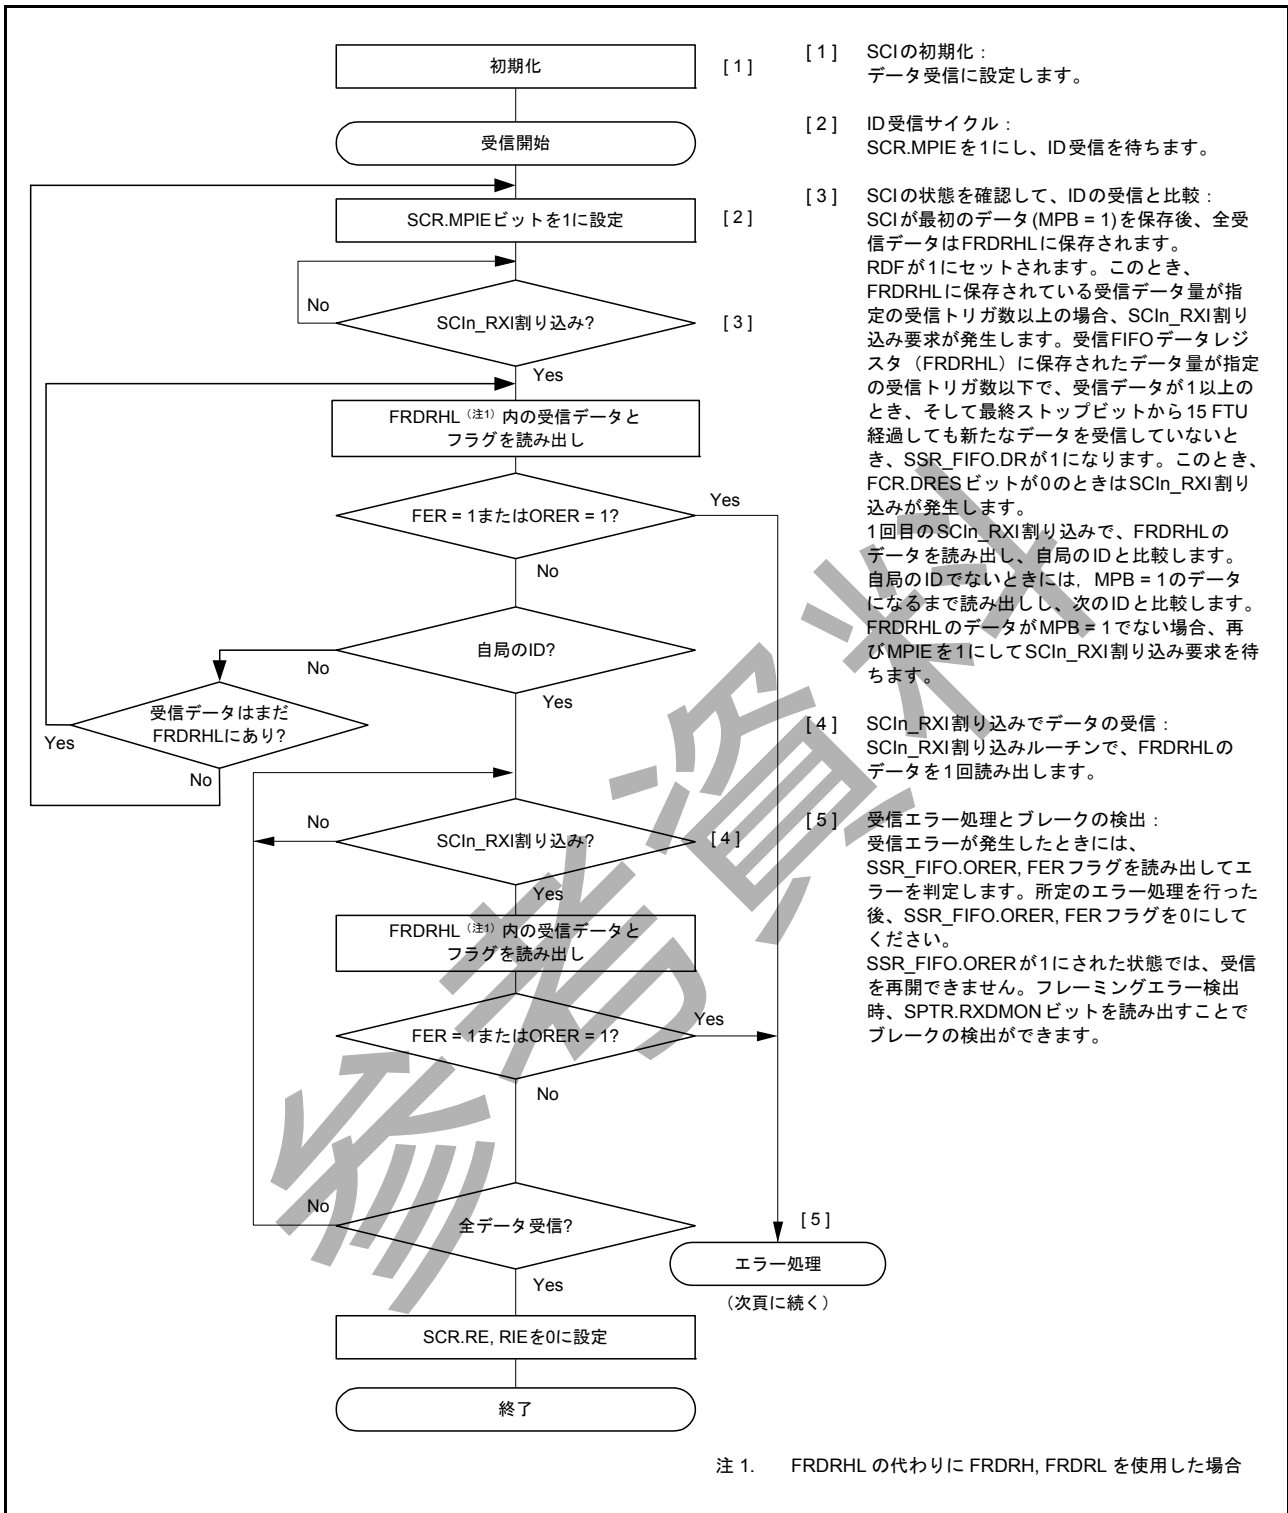 初期化
[ 1 ]
受信開始
SCR.MPIEビットを1に設定
[ 2 ]
No
SCIn_RXI割り込み?
[ 3 ]
Yes
FRDRHL（注1）内の受信データと
フラグを読み出し
FER = 1またはORER = 1?
Yes
No
自局のID?
No
Yes
受信データはまだ
FRDRHLにあり?
Yes
No
No
SCIn_RXI割り込み?
[ 4 ]
Yes
FRDRHL（注1）内の受信データと
フラグを読み出し
FER = 1またはORER = 1?
Yes
No
No
全データ受信?
Yes
[ 5 ]
エラー処理
（次頁に続く）
SCR.RE, RIEを0に設定
終了
[ 1 ] SCIの初期化：
データ受信に設定します。
[ 2 ] ID受信サイクル：
SCR.MPIEを1にし、ID受信を待ちます。
[ 3 ] SCIの状態を確認して、IDの受信と比較：
SCIが最初のデータ(MPB = 1)を保存後、全受
信データはFRDRHLに保存されます。
RDFが1にセットされます。このとき、
FRDRHLに保存されている受信データ量が指
定の受信トリガ数以上の場合、SCIn_RXI割り
込み要求が発生します。受信FIFOデータレジ
スタ（FRDRHL）に保存されたデータ量が指定
の受信トリガ数以下で、受信データが1以上の
とき、そして最終ストップビットから15 FTU
経過しても新たなデータを受信していないと
き、SSR_FIFO.DRが1になります。このとき、
FCR.DRESビットが0のときはSCIn_RXI割り
込みが発生します。
1回目のSCIn_RXI割り込みで、FRDRHLの
データを読み出し、自局のIDと比較します。
自局のIDでないときには，MPB = 1のデータ
になるまで読み出しし、次のIDと比較します。
FRDRHLのデータがMPB = 1でない場合、再
びMPIEを1にしてSCIn_RXI割り込み要求を待
ちます。
[ 4 ] SCIn_RXI割り込みでデータの受信：
SCIn_RXI割り込みルーチンで、FRDRHLの
データを1回読み出します。
[ 5 ] 受信エラー処理とブレークの検出：
受信エラーが発生したときには、
SSR_FIFO.ORER, FERフラグを読み出してエ
ラーを判定します。所定のエラー処理を行った
後、SSR_FIFO.ORER, FERフラグを0にして
ください。
SSR_FIFO.ORERが1にされた状態では、受信
を再開できません。フレーミングエラー検出
時、SPTR.RXDMONビットを読み出すことで
ブレークの検出ができます。
注 1. FRDRHL の代わりに FRDRH, FRDRL を使用した場合
参考資料